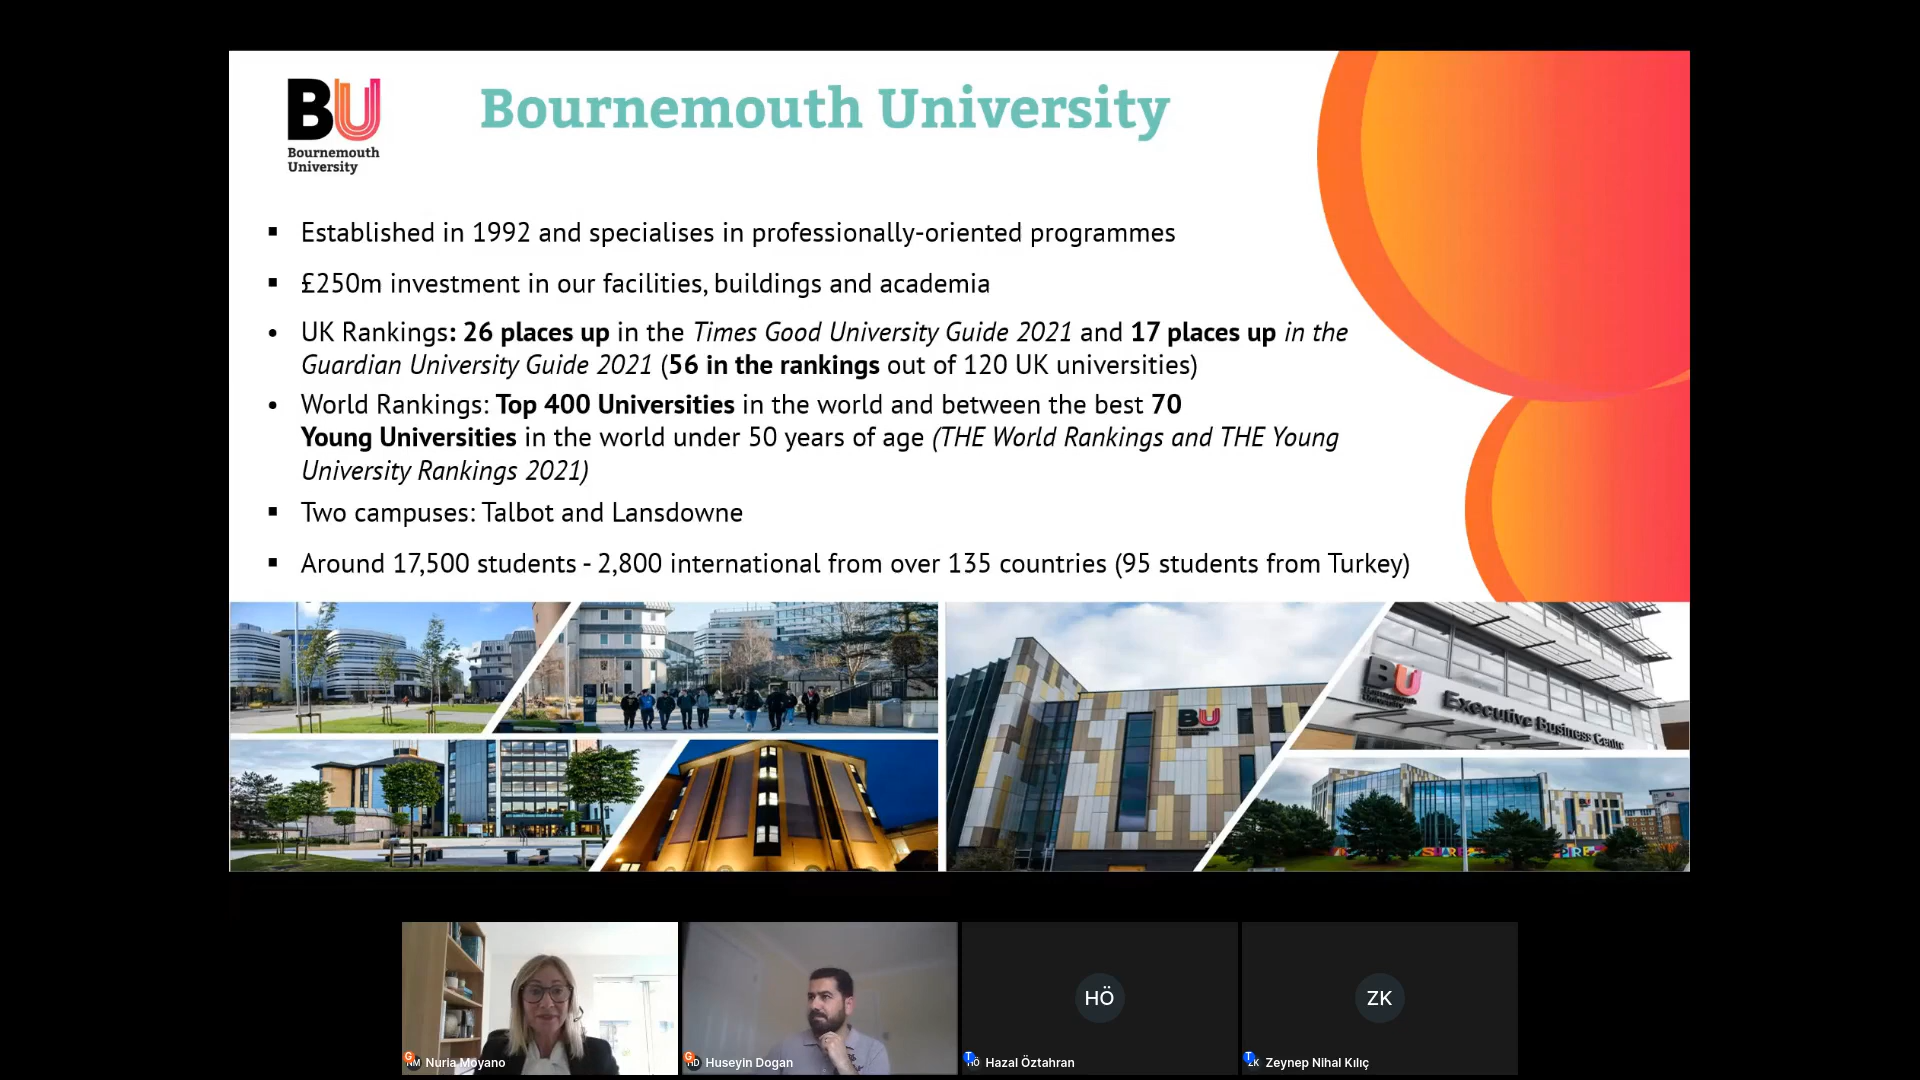 BU
Bournemouth
University
Bournemouth University
▪ Established in 1992 and specialises in professionally-oriented programmes
▪ £250m investment in our facilities, buildings and academia
• UK Rankings: 26 places up in the Times Good University Guide 2021 and 17 places up in the
Guardian University Guide 2021 (56 in the rankings out of 120 UK universities)
• World Rankings: Top 400 Universities in the world and between the best 70
Young Universities in the world under 50 years of age (THE World Rankings and THE Young
University Rankings 2021)
▪ Two campuses: Talbot and Lansdowne
▪ Around 17,500 students - 2,800 international from over 135 countries (95 students from Turkey)
BU
BU
Bournemouth
University
Executive Business Centre
HÖ
ZK
G NM Nuria Moyano
G HD Huseyin Dogan
T HÖ Hazal Öztahran
T ZK Zeynep Nihal Kılıç